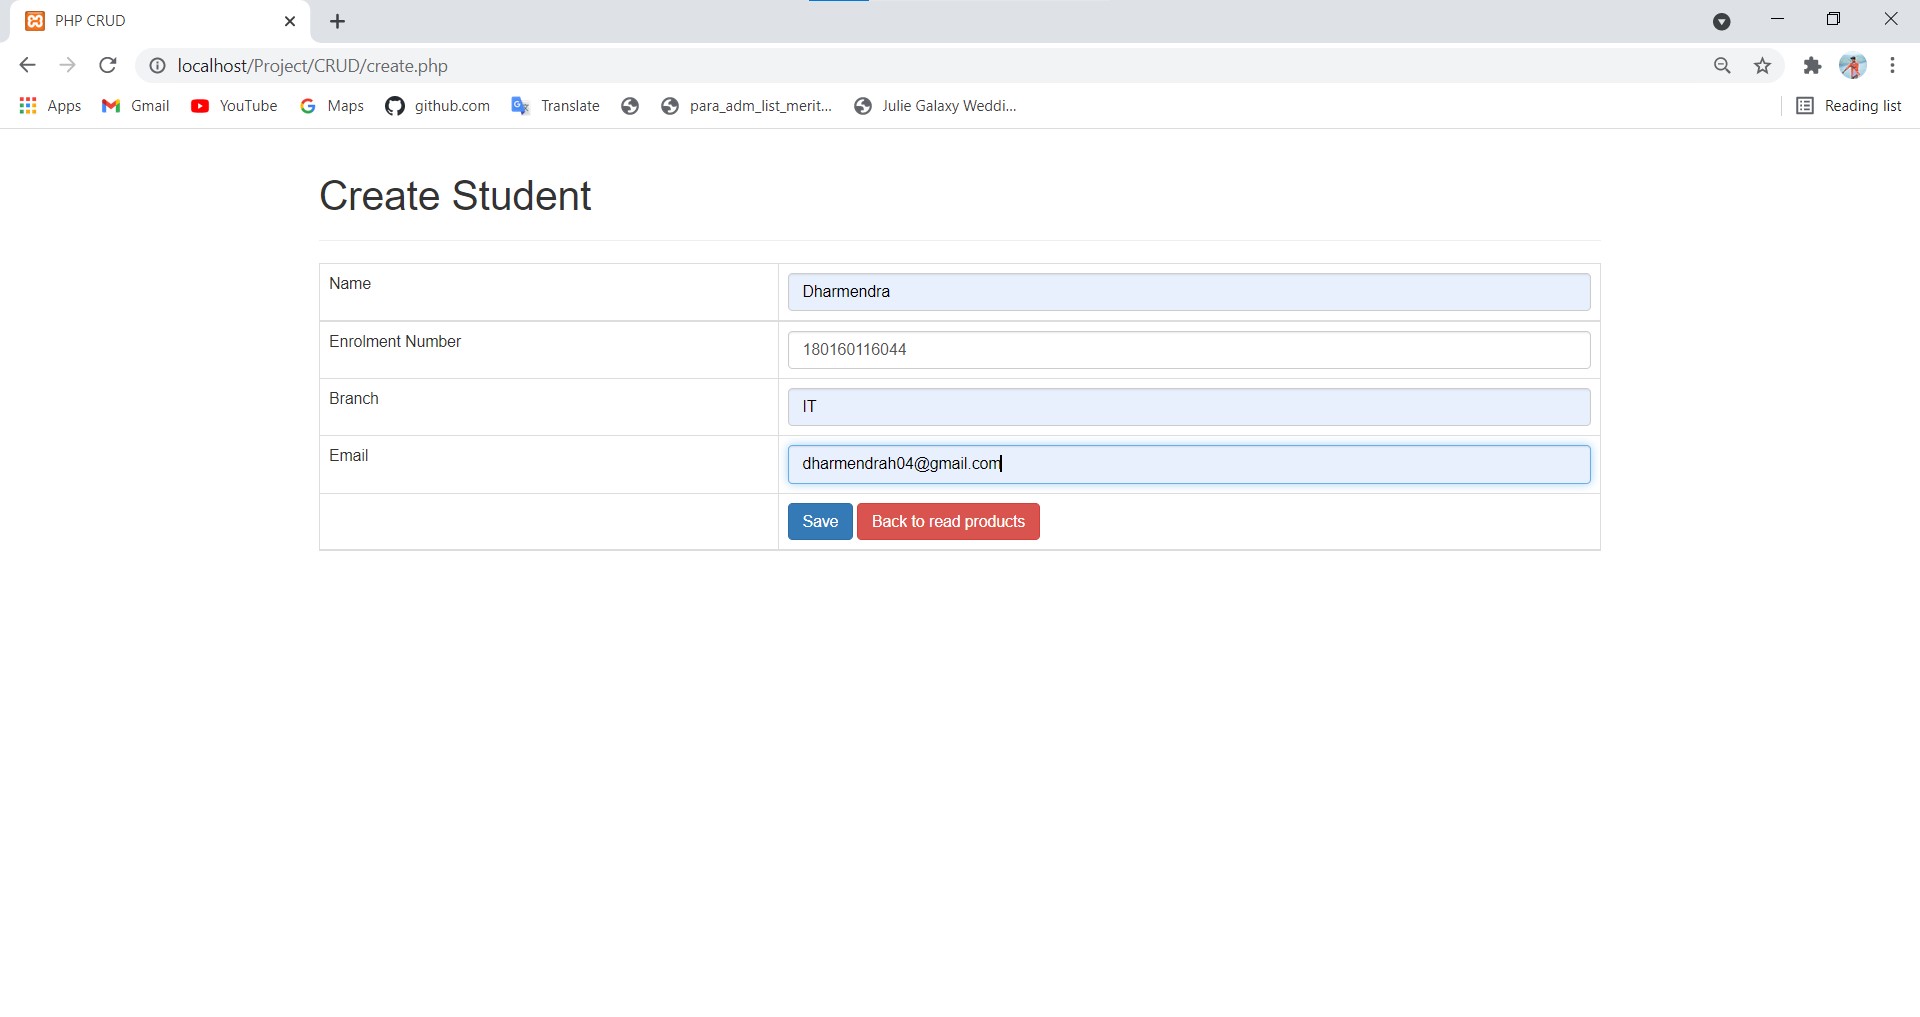 PHP CRUD
localhost/Project/CRUD/create.php
Apps Gmail YouTube Maps github.com Translate para_adm_list_merit... Julie Galaxy Weddi... Reading list
Create Student
Name Dharmendra
Enrolment Number 180160116044
Branch IT
Email dharmendrah04@gmail.com
Save Back to read products